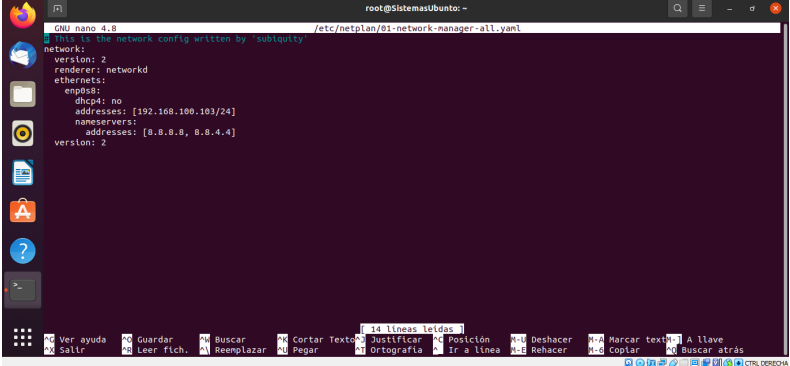 root@SistemasUbunto: ~
GNU nano 4.8 /etc/netplan/01-network-manager-all.yaml
# This is the network config written by 'subiquity'
network:
  version: 2
  renderer: networkd
  ethernets:
    enp0s8:
      dhcp4: no
      addresses: [192.168.100.103/24]
      nameservers:
        addresses: [8.8.8.8, 8.8.4.4]
  version: 2
[ 14 líneas leídas ]
^G Ver ayuda ^O Guardar ^W Buscar ^K Cortar Texto ^J Justificar ^C Posición M-U Deshacer M-A Marcar text M-] A llave
^X Salir ^R Leer fich. ^\ Reemplazar ^U Pegar ^T Ortografía ^_ Ir a línea M-E Rehacer M-6 Copiar ^Q Buscar atrás
CTRL DERECHA